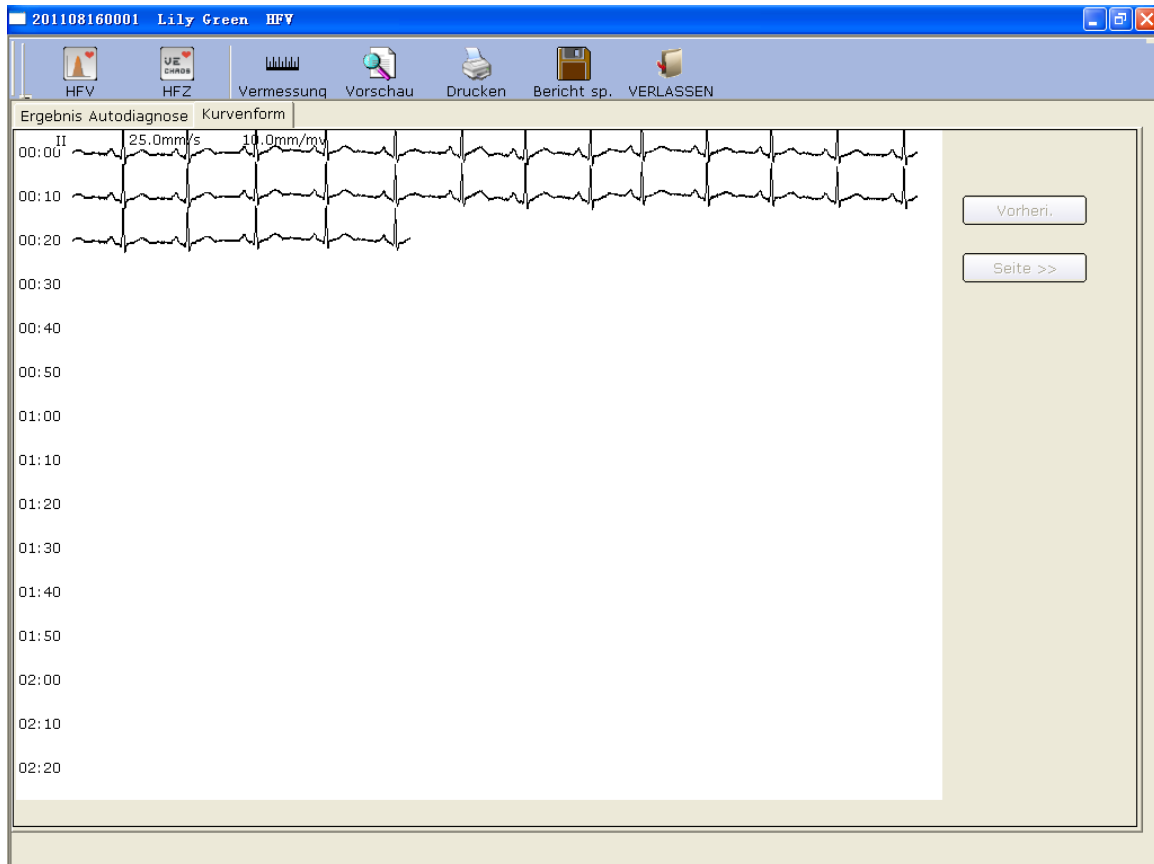 201108160001 Lily Green HFV
VE
CHAOS
HFV HFZ Vermessung Vorschau Drucken Bericht sp. VERLASSEN
Ergebnis Autodiagnose Kurvenform
II 25.0mm/s 10.0mm/mv
00:00
00:10
Vorheri.
00:20
Seite >>
00:30
00:40
00:50
01:00
01:10
01:20
01:30
01:40
01:50
02:00
02:10
02:20